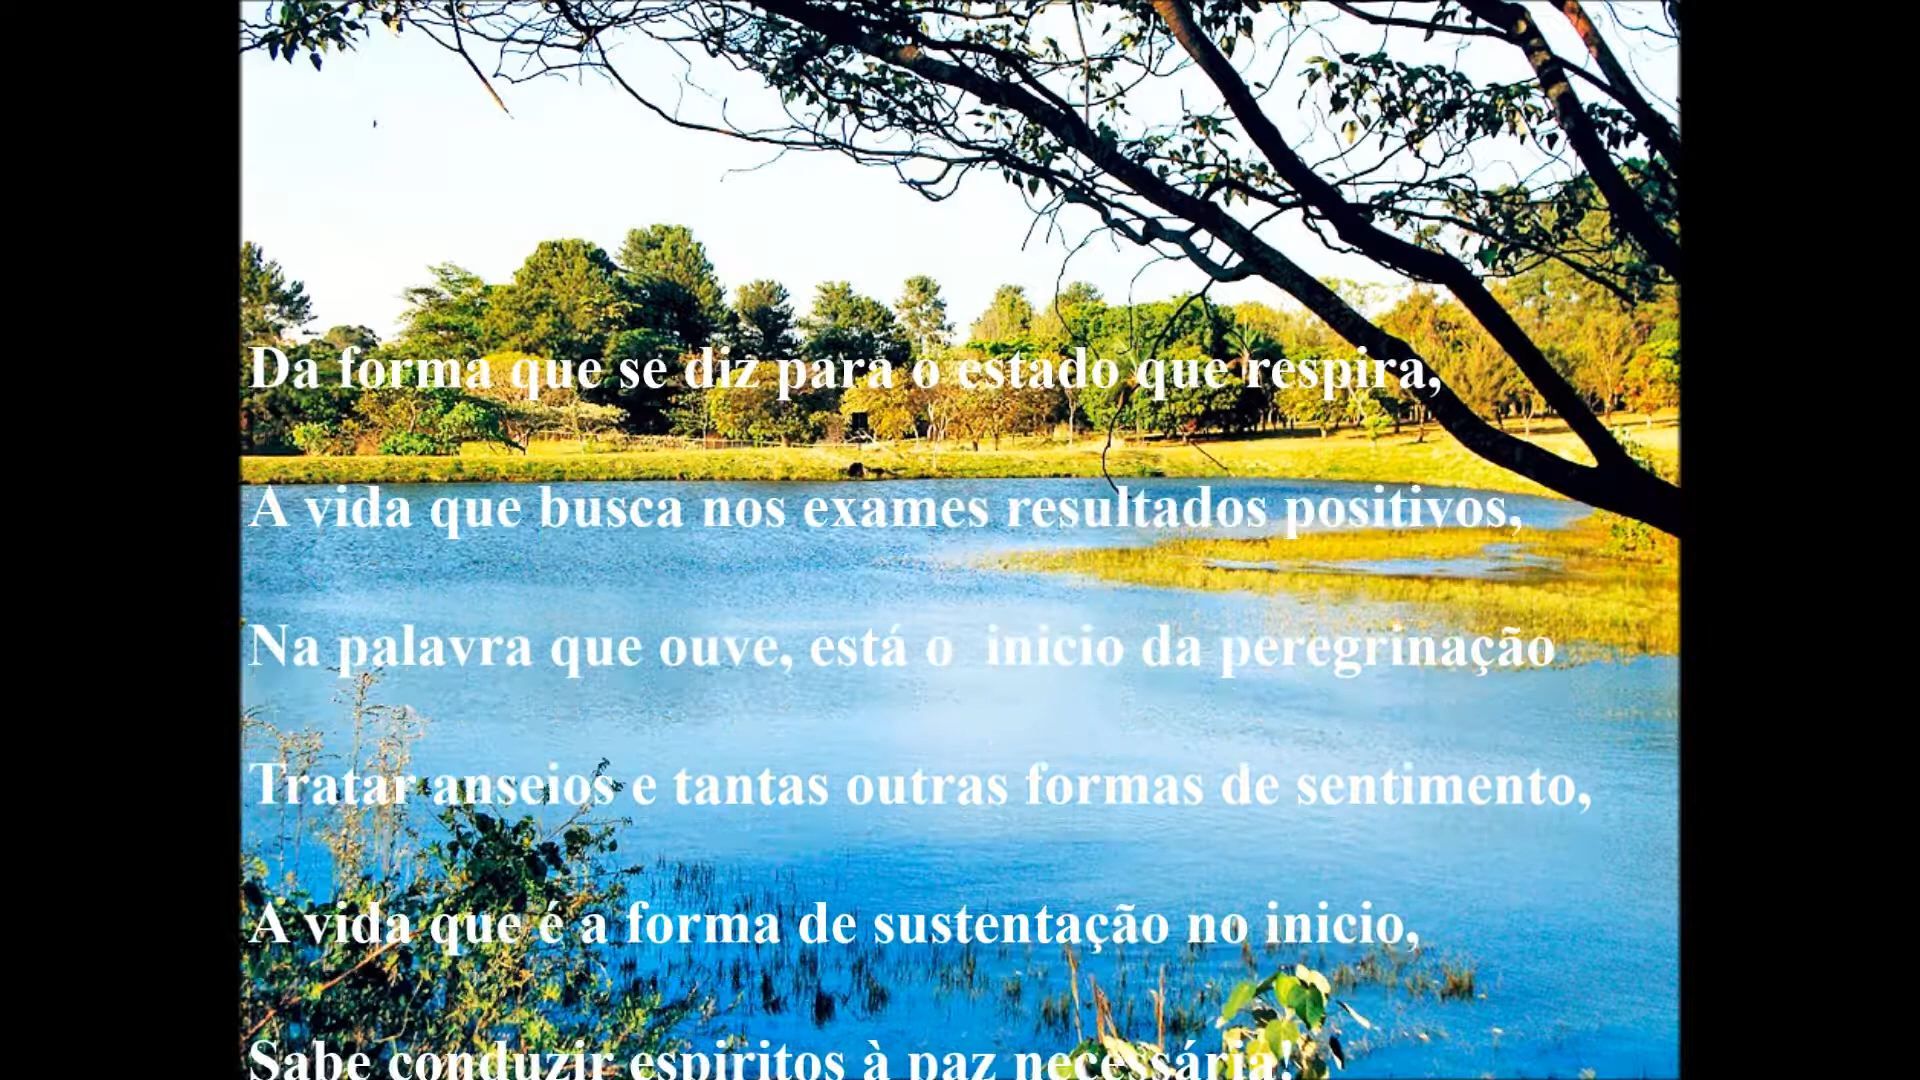 Da forma que se diz para o estado que respira,
A vida que busca nos exames resultados positivos,
Na palavra que ouve, está o  inicio da peregrinação
Tratar anseios e tantas outras formas de sentimento,
A vida que é a forma de sustentação no inicio,
Sabe conduzir espiritos à paz necessária!